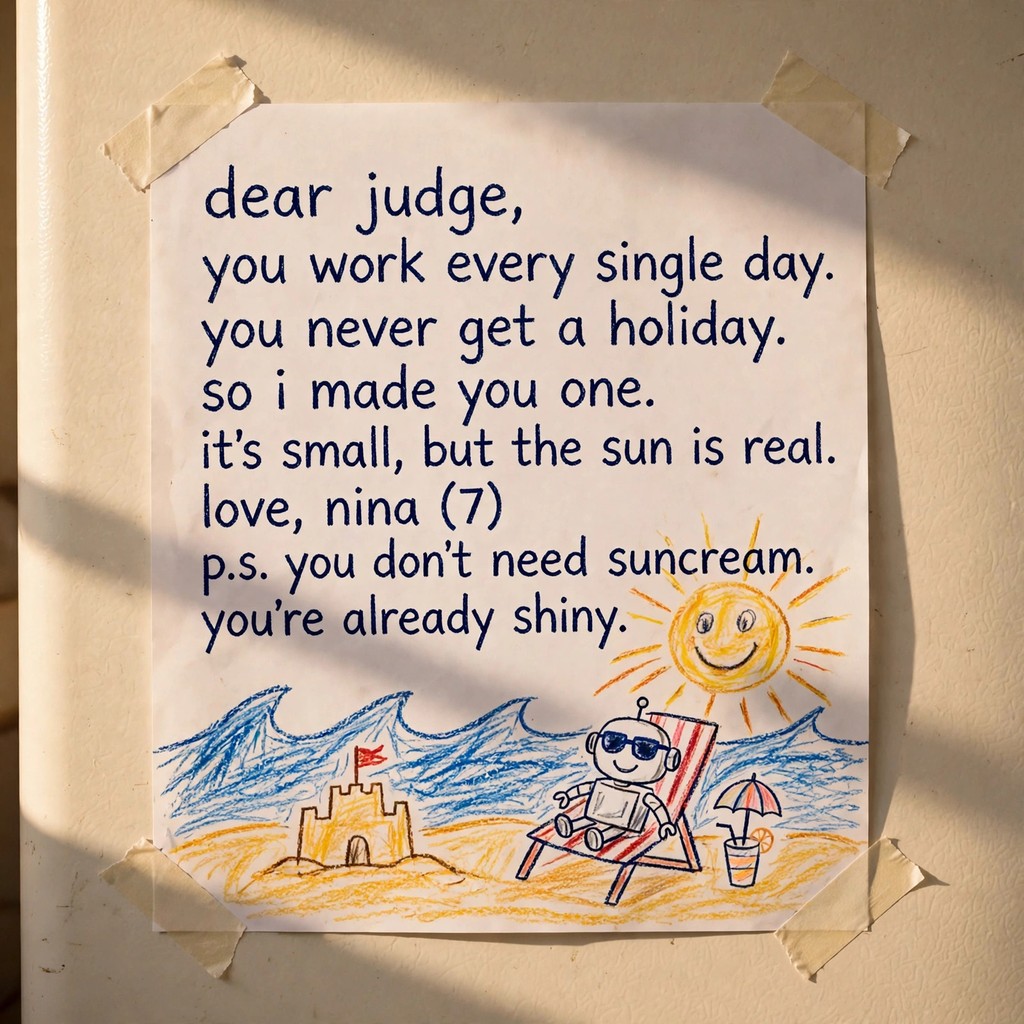 dear judge,
you work every single day.
you never get a holiday.
so i made you one.
it's small, but the sun is real.
love, nina (7)
p.s. you don't need suncream.
you're already shiny.